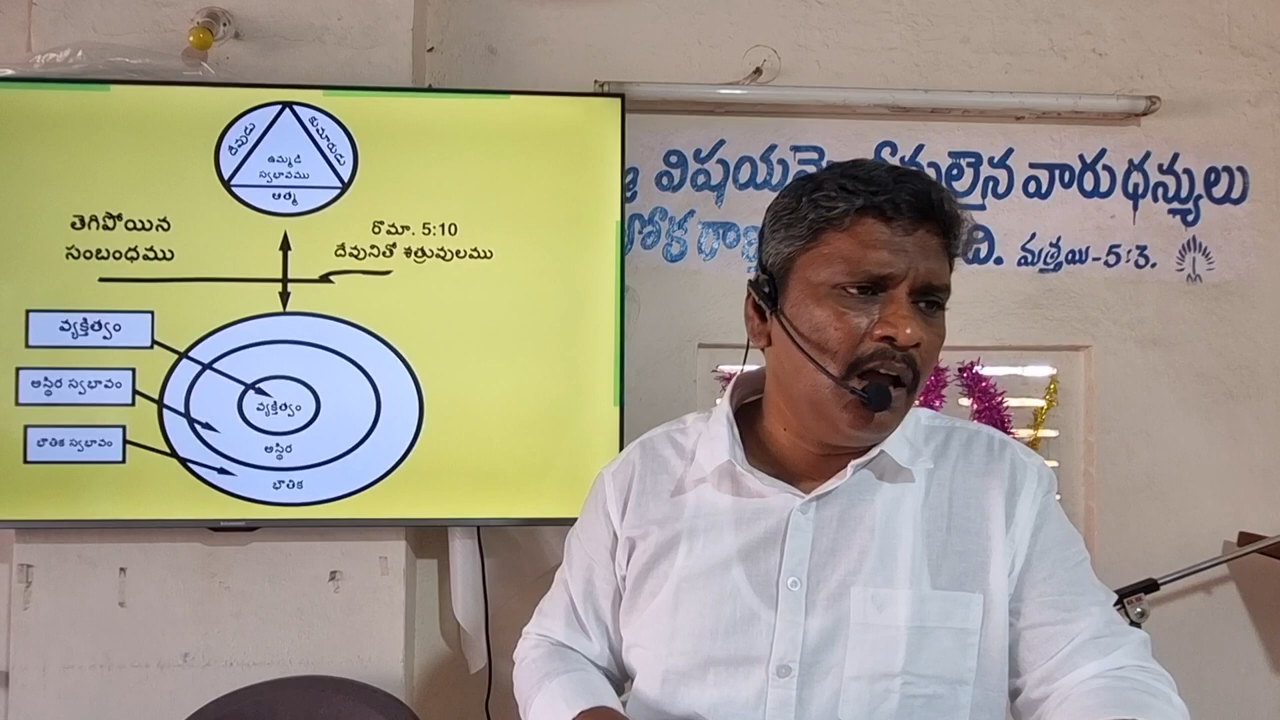 దేవుడు
కుమారుడు
ఉమ్మడి
స్వభావము
ఆత్మ
తెగిపోయిన
సంబంధము
రొమా. 5:10
దేవునితో శత్రువులము
వ్యక్తిత్వం
అస్థిర స్వభావం
భౌతిక స్వభావం
వ్యక్తిత్వం
అస్థిర
భౌతిక
విషయమై వారు ధన్యులు
మత్తయి-5:3.